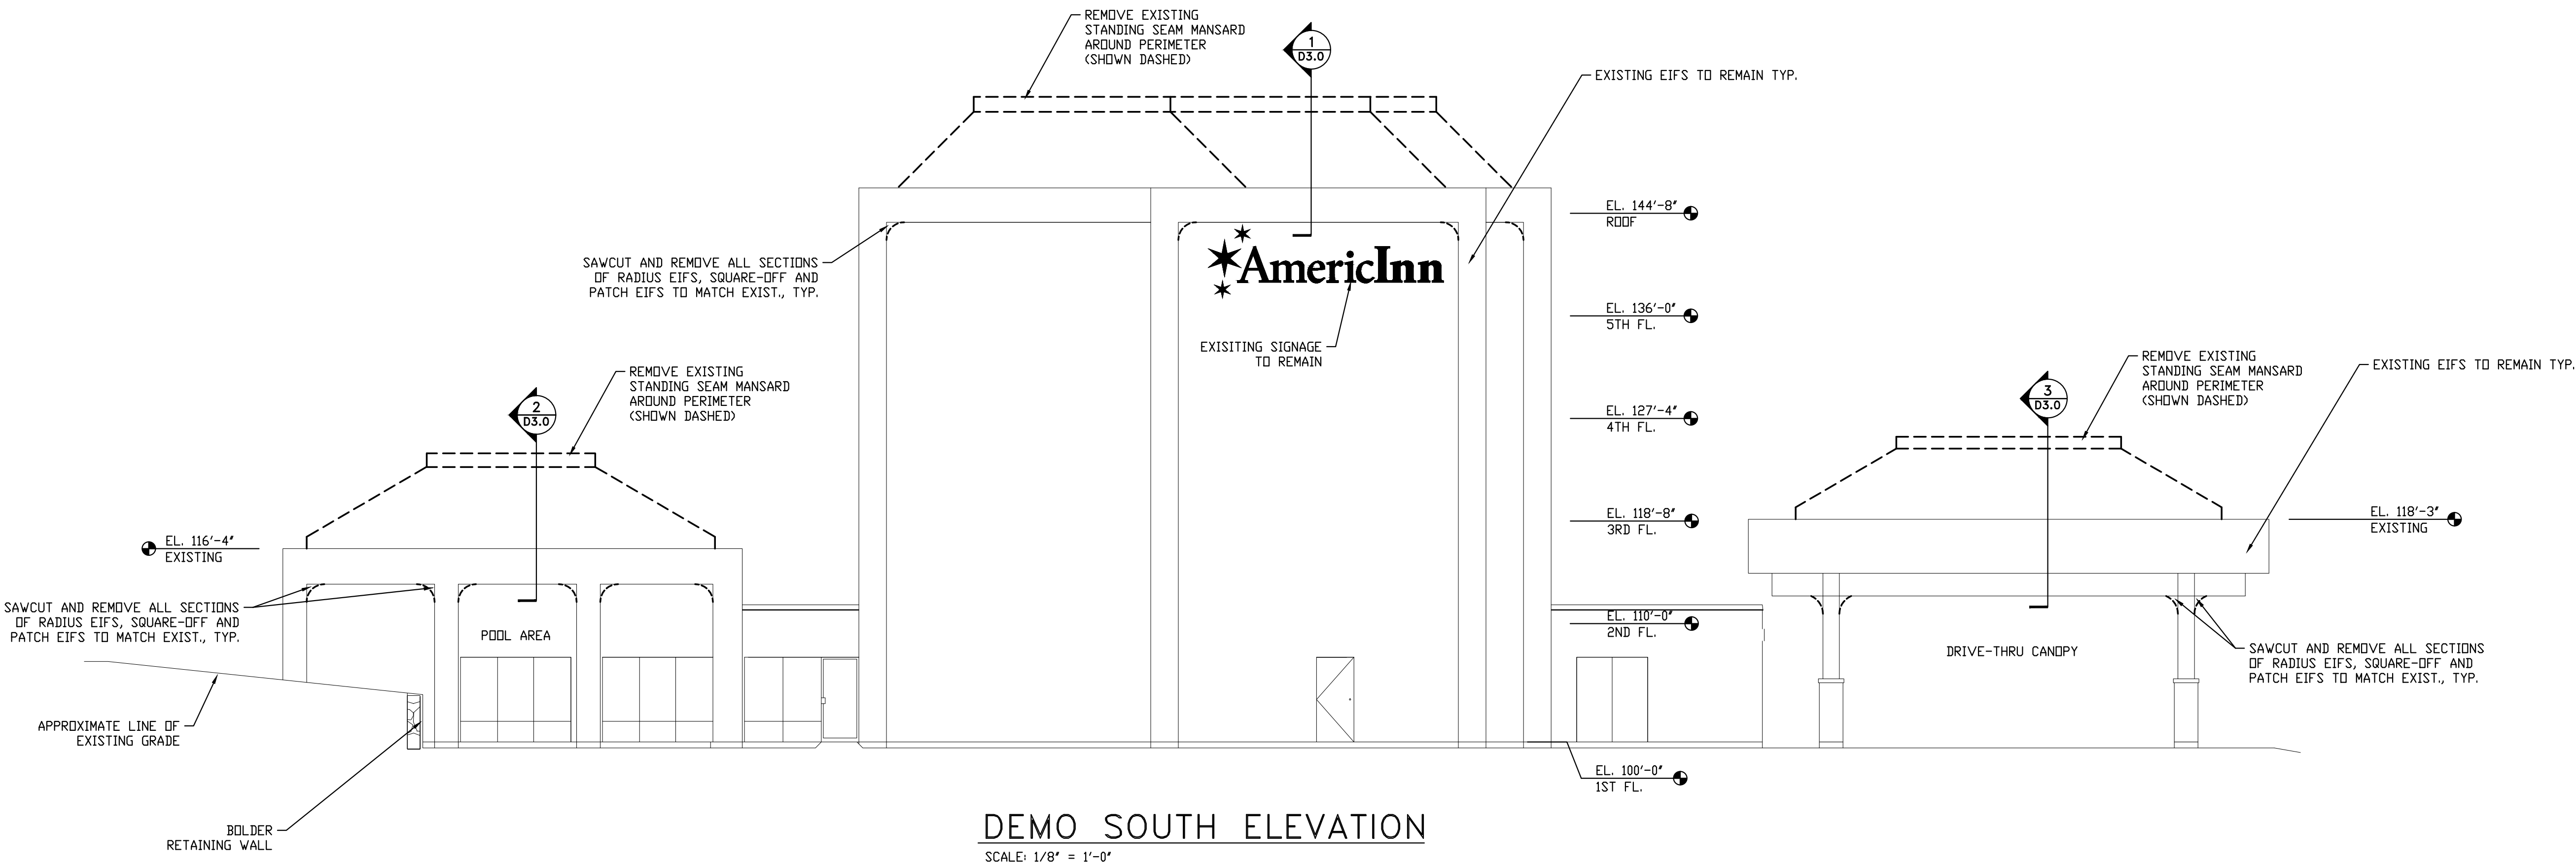 REMOVE EXISTING
STANDING SEAM MANSARD
AROUND PERIMETER
(SHOWN DASHED)
1
D3.0
EXISTING EIFS TO REMAIN TYP.
EL. 144'-8"
ROOF
SAWCUT AND REMOVE ALL SECTIONS
OF RADIUS EIFS, SQUARE-OFF AND
PATCH EIFS TO MATCH EXIST., TYP.
AmericInn
EL. 136'-0"
5TH FL.
EXISITING SIGNAGE
TO REMAIN
REMOVE EXISTING
STANDING SEAM MANSARD
AROUND PERIMETER
(SHOWN DASHED)
2
D3.0
EL. 127'-4"
4TH FL.
REMOVE EXISTING
STANDING SEAM MANSARD
AROUND PERIMETER
(SHOWN DASHED)
3
D3.0
EXISTING EIFS TO REMAIN TYP.
EL. 116'-4"
EXISTING
EL. 118'-8"
3RD FL.
EL. 118'-3"
EXISTING
SAWCUT AND REMOVE ALL SECTIONS
OF RADIUS EIFS, SQUARE-OFF AND
PATCH EIFS TO MATCH EXIST., TYP.
POOL AREA
EL. 110'-0"
2ND FL.
DRIVE-THRU CANOPY
SAWCUT AND REMOVE ALL SECTIONS
OF RADIUS EIFS, SQUARE-OFF AND
PATCH EIFS TO MATCH EXIST., TYP.
APPROXIMATE LINE OF
EXISTING GRADE
EL. 100'-0"
1ST FL.
BOLDER
RETAINING WALL
DEMO SOUTH ELEVATION
SCALE: 1/8" = 1'-0"